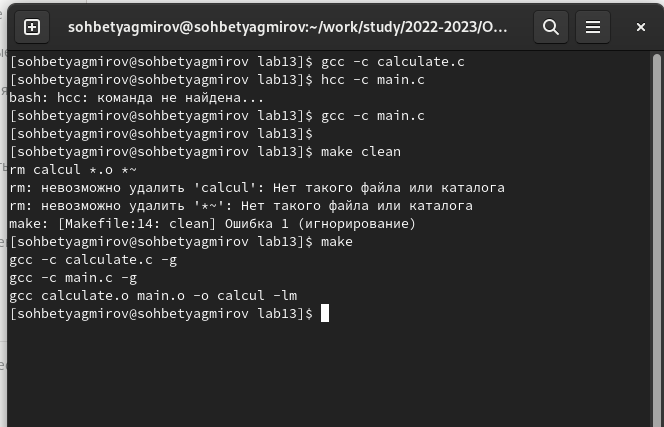 sohbetyagmirov@sohbetyagmirov:~/work/study/2022-2023/O...
[sohbetyagmirov@sohbetyagmirov lab13]$ gcc -c calculate.c
[sohbetyagmirov@sohbetyagmirov lab13]$ hcc -c main.c
bash: hcc: команда не найдена...
[sohbetyagmirov@sohbetyagmirov lab13]$ gcc -c main.c
[sohbetyagmirov@sohbetyagmirov lab13]$
[sohbetyagmirov@sohbetyagmirov lab13]$ make clean
rm calcul *.o *~
rm: невозможно удалить 'calcul': Нет такого файла или каталога
rm: невозможно удалить '*~': Нет такого файла или каталога
make: [Makefile:14: clean] Ошибка 1 (игнорирование)
[sohbetyagmirov@sohbetyagmirov lab13]$ make
gcc -c calculate.c -g
gcc -c main.c -g
gcc calculate.o main.o -o calcul -lm
[sohbetyagmirov@sohbetyagmirov lab13]$